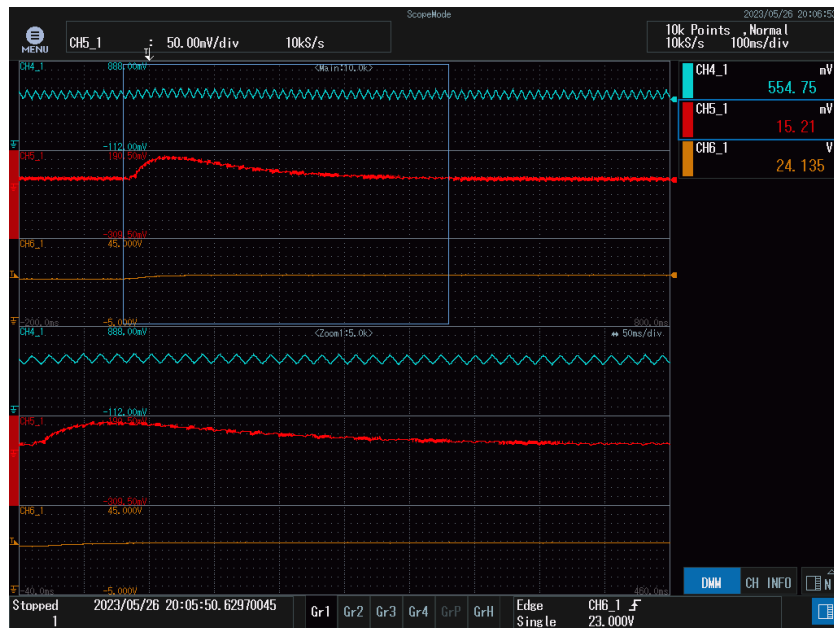 ScopeMode
2023/05/26 20:06:53
MENU
CH5_1 : 50.00mV/div 10kS/s
10k Points , Normal
10kS/s 100ms/div
CH4_1 888.00mV <Main:10.0k>
-112.00mV
CH5_1 190.50mV
-309.50mV
CH6_1 45.000V
-200.0ms -5.000V 800.0ms
CH4_1 888.00mV <Zoom1:5.0k> 50ms/div
-112.00mV
CH5_1 190.50mV
-309.50mV
CH6_1 45.000V
-40.0ms -5.000V 460.0ms
CH4_1 mV
554.75
CH5_1 mV
15.21
CH6_1 V
24.135
DMM CH INFO N
Stopped 2023/05/26 20:05:50.62970045
1
Gr1 Gr2 Gr3 Gr4 GrP GrH
Edge CH6_1
Single 23.000V